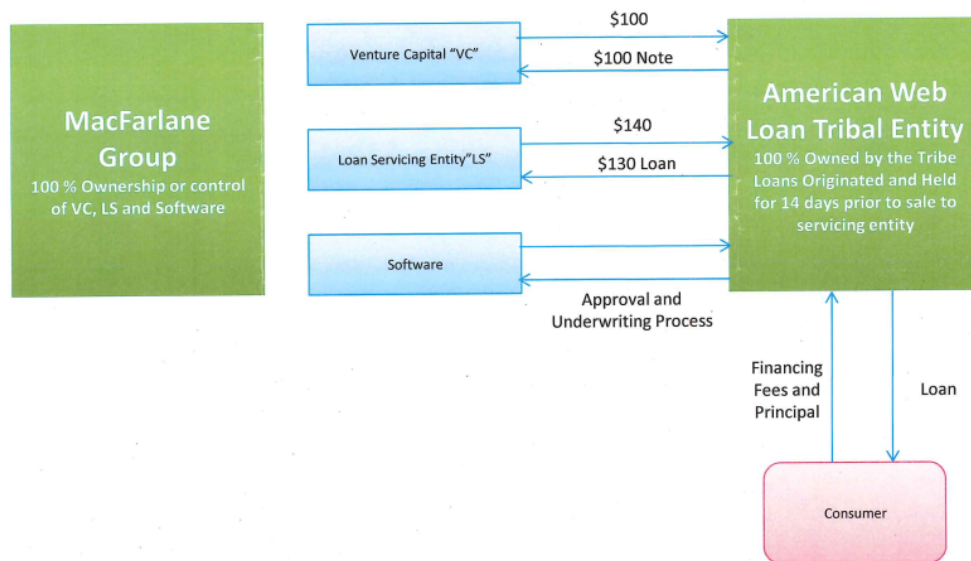 MacFarlane
Group
100 % Ownership or control
of VC, LS and Software
Venture Capital "VC"
$100
$100 Note
Loan Servicing Entity"LS"
$140
$130 Loan
Software
Approval and
Underwriting Process
American Web
Loan Tribal Entity
100 % Owned by the Tribe
Loans Originated and Held
for 14 days prior to sale to
servicing entity
Financing
Fees and
Principal
Loan
Consumer